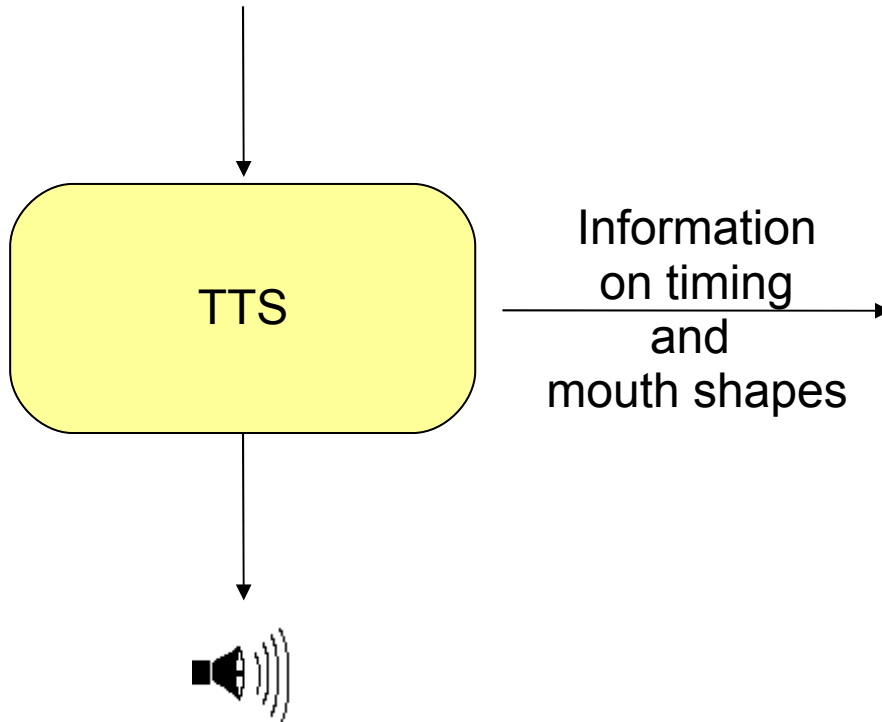 TTS
Information
on timing
and
mouth shapes